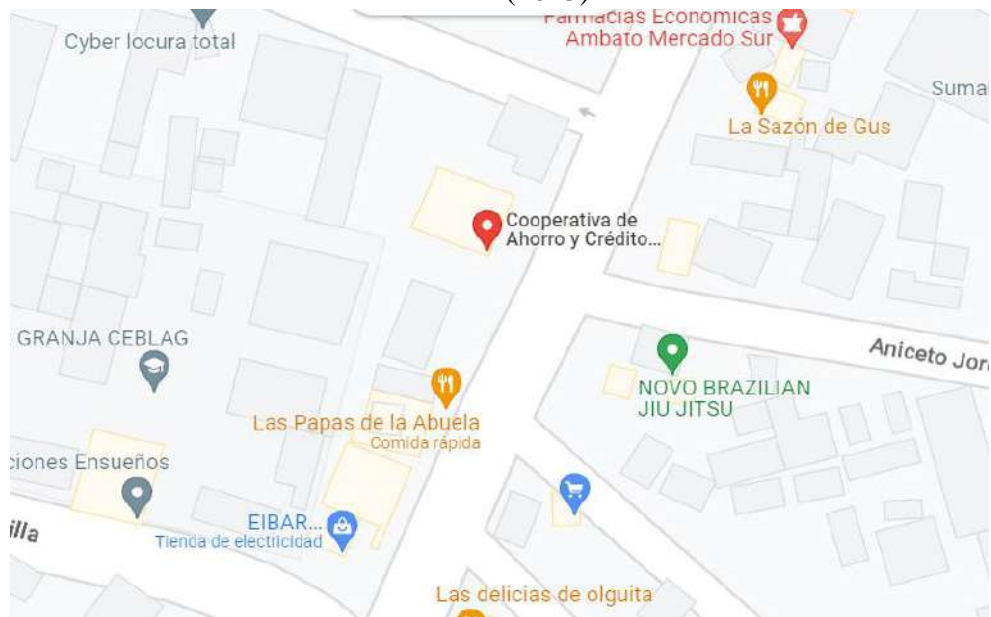 Farmacias Económicas
Ambato Mercado Sur
Cyber locura total
Suma
La Sazón de Gus
Cooperativa de
Ahorro y Crédito...
GRANJA CEBLAG
Aniceto Jor
NOVO BRAZILIAN
JIU JITSU
Las Papas de la Abuela
Comida rápida
ciones Ensueños
EIBAR...
Tienda de electricidad
illa
Las delicias de olguita